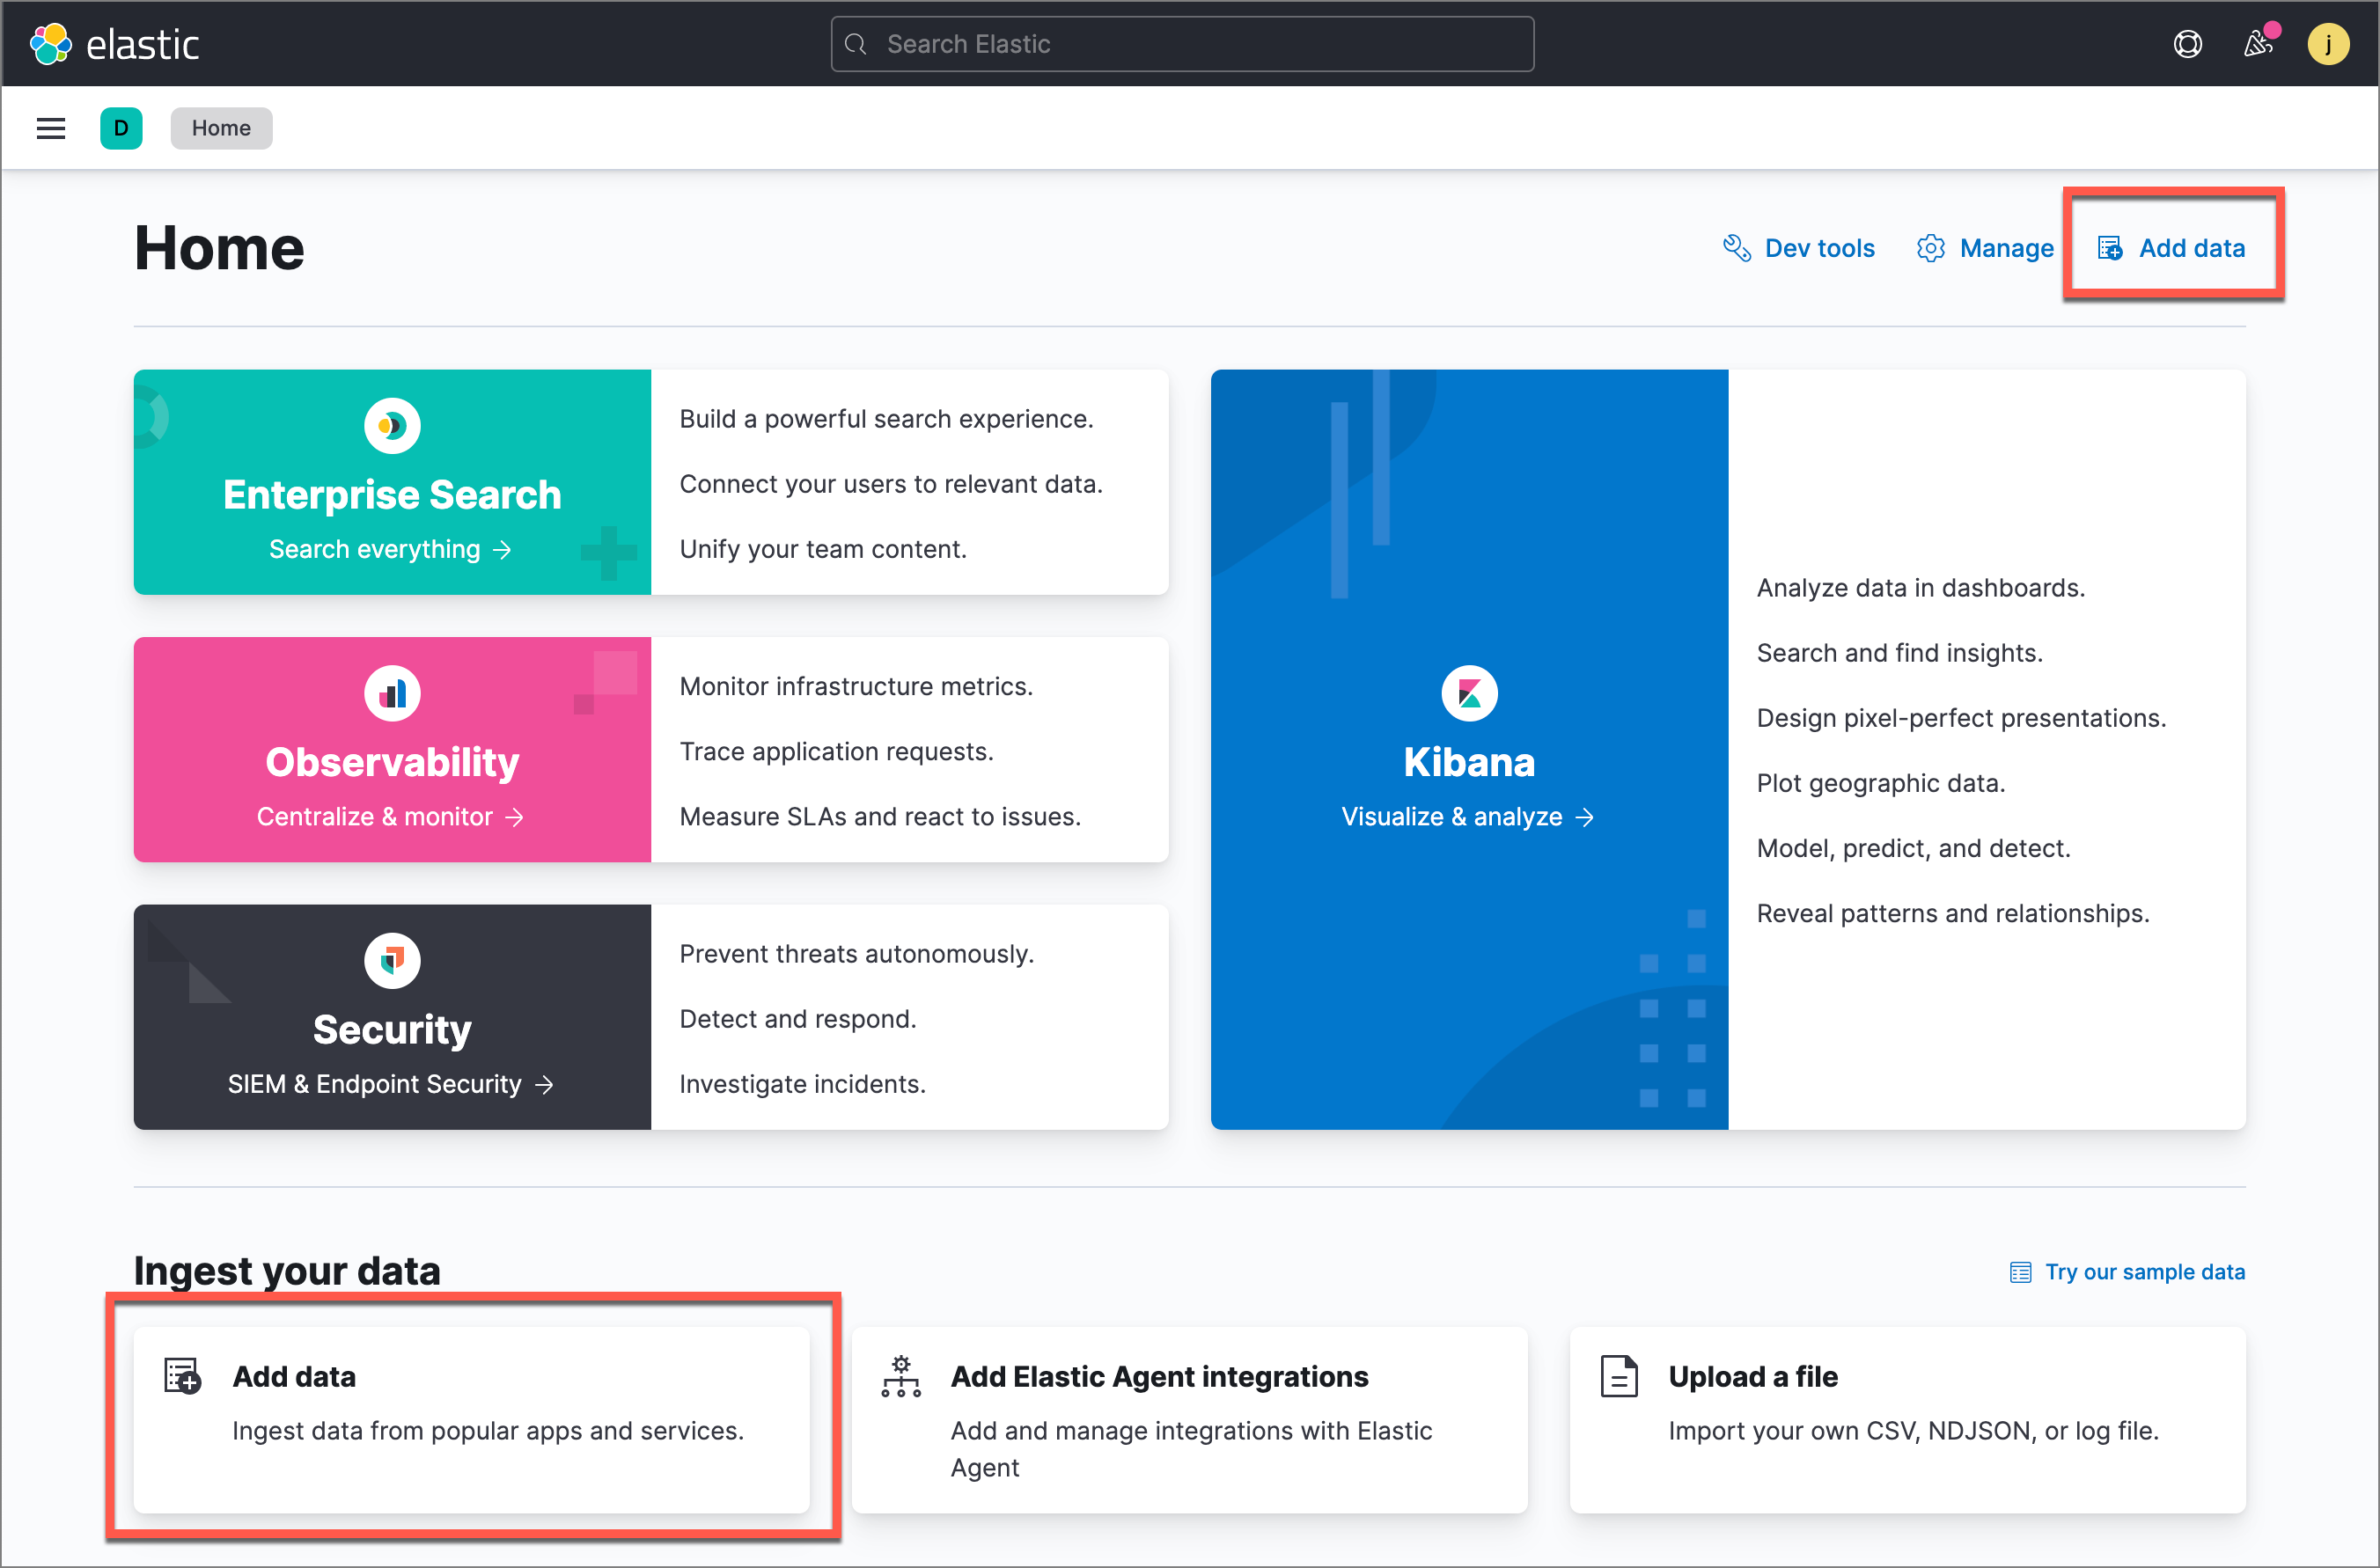 elastic
Search Elastic
j
D
Home
Home
Dev tools
Manage
Add data
Enterprise Search
Search everything →
Build a powerful search experience.
Connect your users to relevant data.
Unify your team content.
Observability
Centralize & monitor →
Monitor infrastructure metrics.
Trace application requests.
Measure SLAs and react to issues.
Security
SIEM & Endpoint Security →
Prevent threats autonomously.
Detect and respond.
Investigate incidents.
Kibana
Visualize & analyze →
Analyze data in dashboards.
Search and find insights.
Design pixel-perfect presentations.
Plot geographic data.
Model, predict, and detect.
Reveal patterns and relationships.
Ingest your data
Try our sample data
Add data
Ingest data from popular apps and services.
Add Elastic Agent integrations
Add and manage integrations with Elastic
Agent
Upload a file
Import your own CSV, NDJSON, or log file.